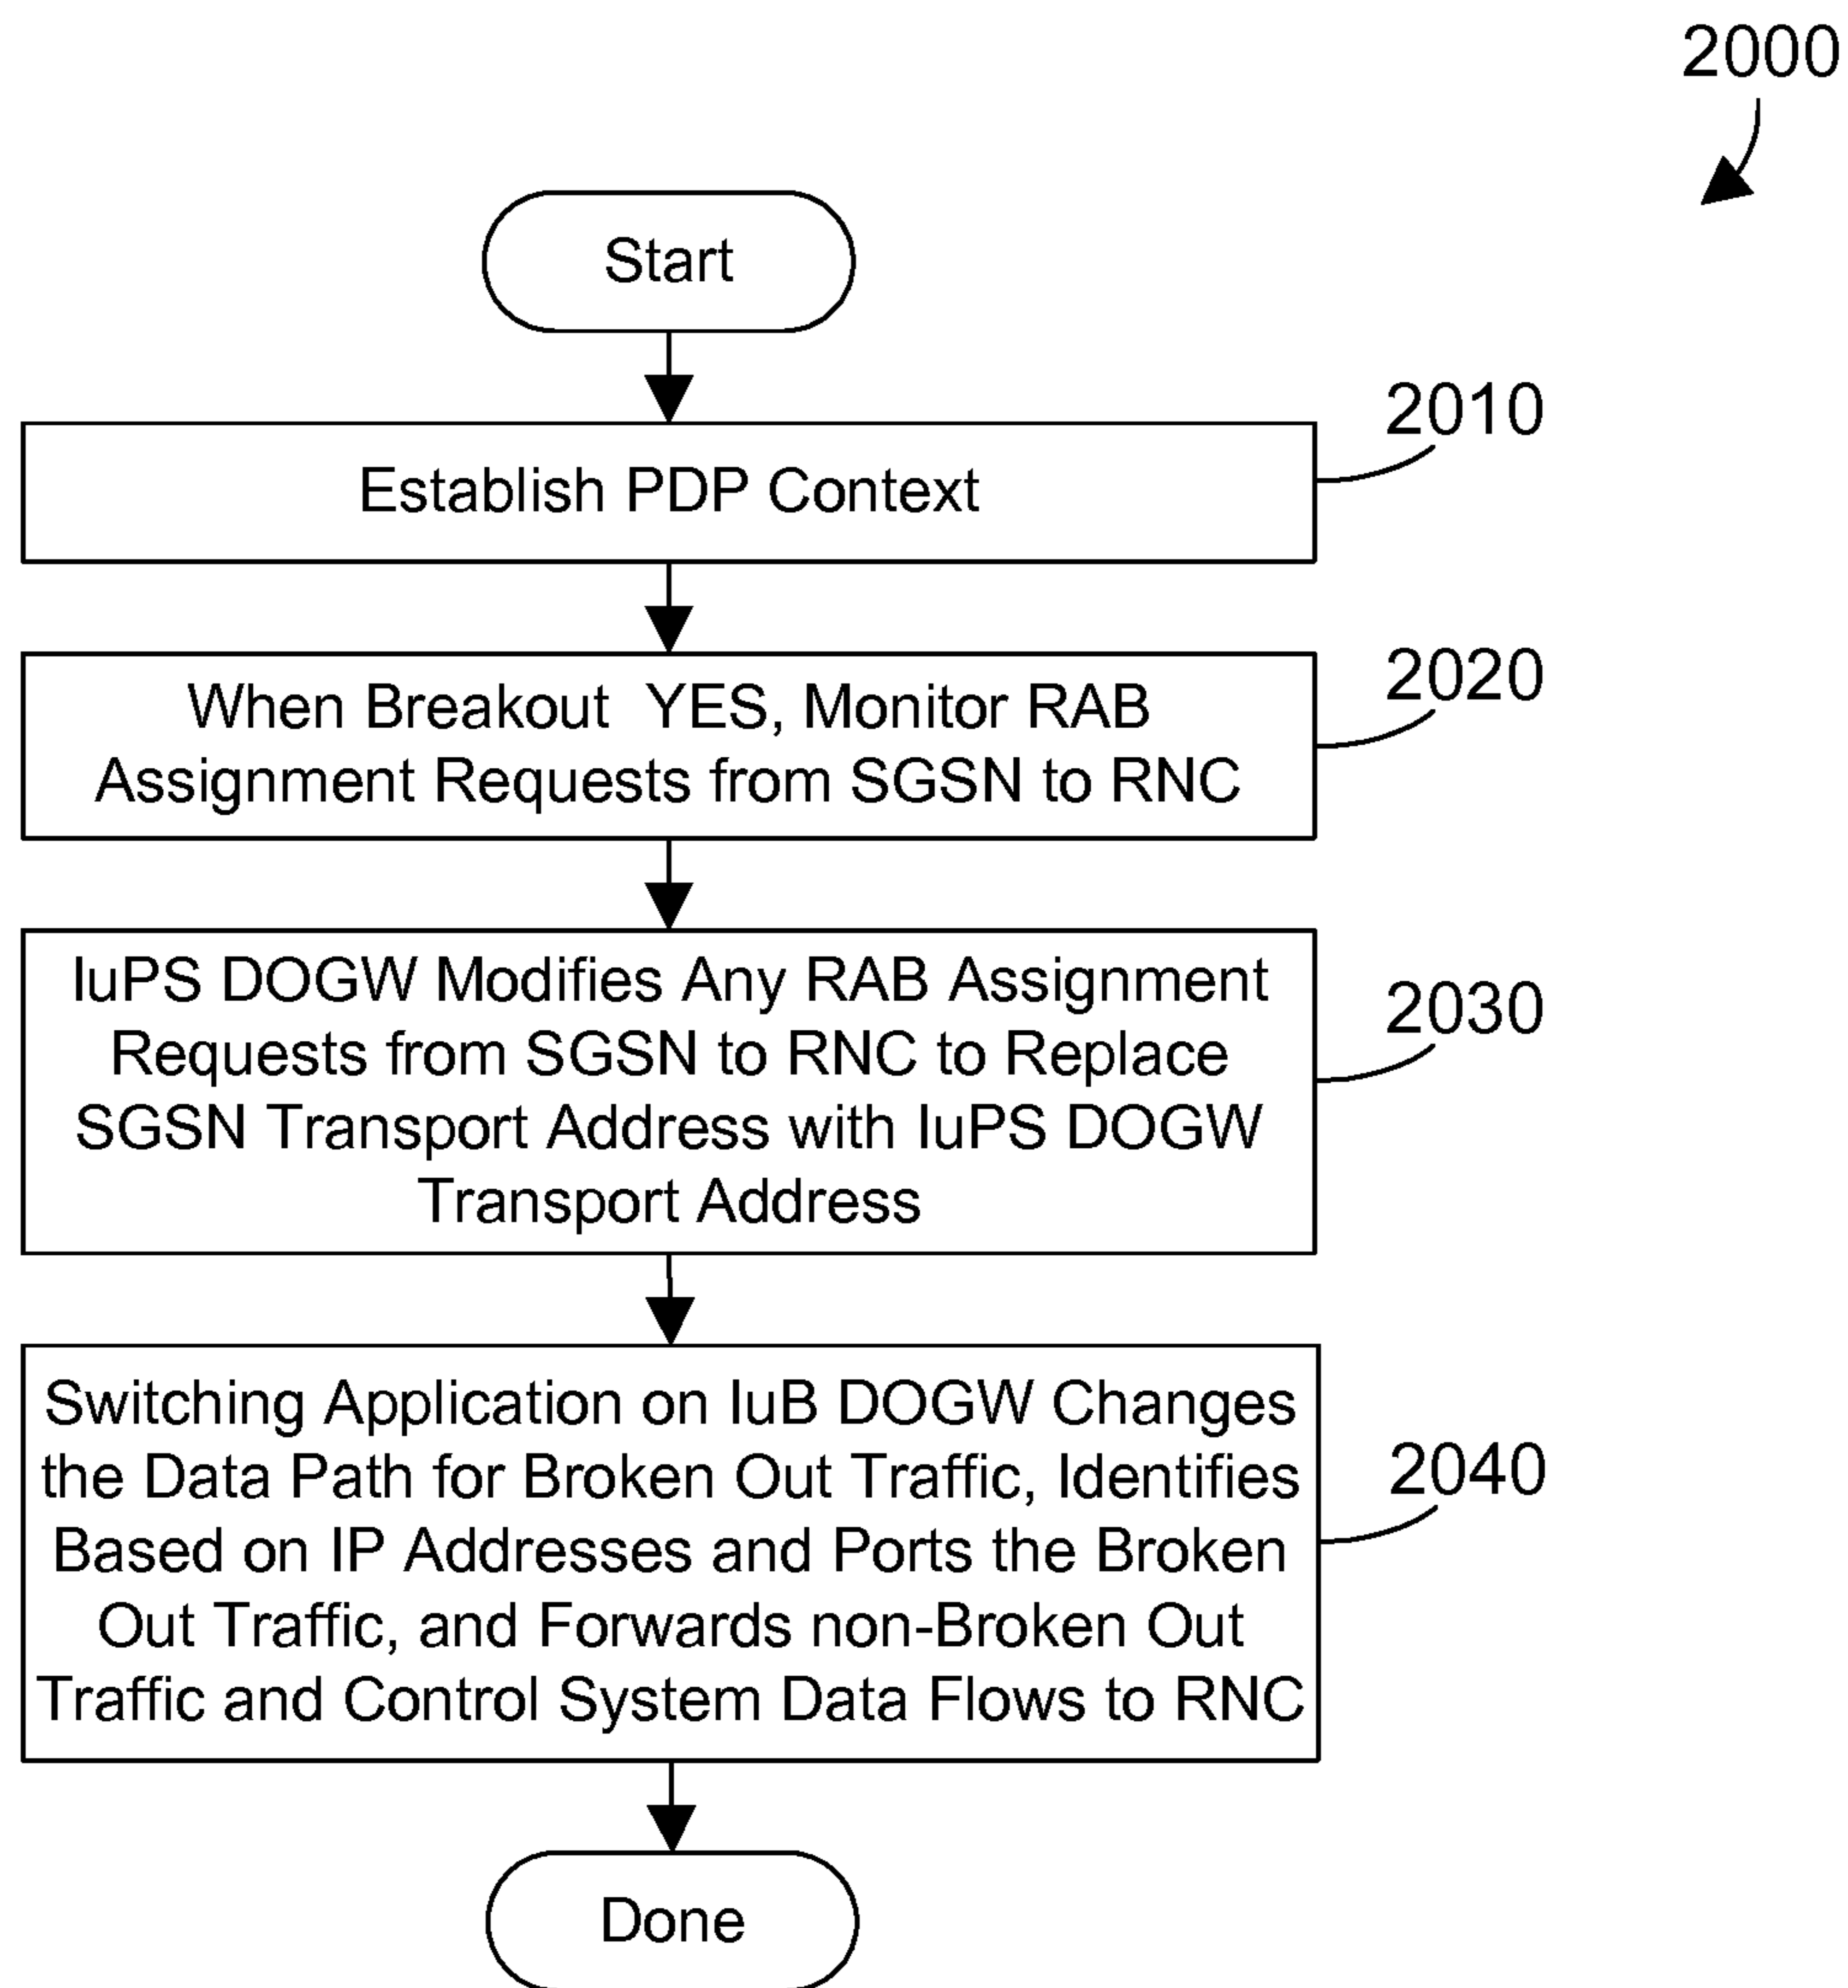 2000
Start
2010
Establish PDP Context
2020
When Breakout YES, Monitor RAB
Assignment Requests from SGSN to RNC
IuPS DOGW Modifies Any RAB Assignment
2030
Requests from SGSN to RNC to Replace
SGSN Transport Address with IuPS DOGW
Transport Address
Switching Application on IuB DOGW Changes
2040
the Data Path for Broken Out Traffic, Identifies
Based on IP Addresses and Ports the Broken
Out Traffic, and Forwards non-Broken Out
Traffic and Control System Data Flows to RNC
Done